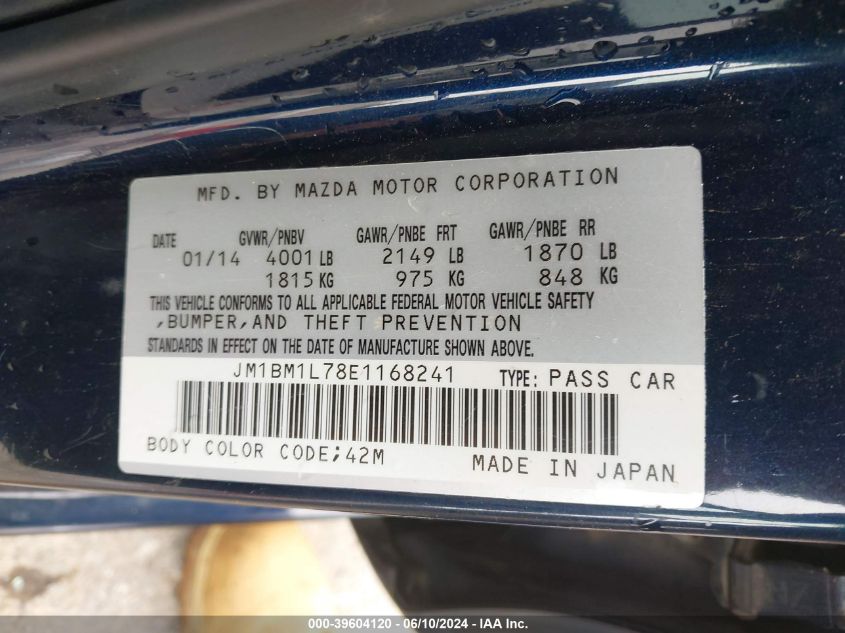 MFD. BY MAZDA MOTOR CORPORATION
DATE GVWR/PNBV GAWR/PNBE FRT GAWR/PNBE RR
01/14 4001 LB 2149 LB 1870 LB
1815 KG 975 KG 848 KG
THIS VEHICLE CONFORMS TO ALL APPLICABLE FEDERAL MOTOR VEHICLE SAFETY
,BUMPER,AND THEFT PREVENTION
STANDARDS IN EFFECT ON THE DATE OF MANUFACTURE SHOWN ABOVE.
JM1BM1L78E1168241 TYPE: PASS CAR
BODY COLOR CODE;42M MADE IN JAPAN
000-39604120 - 06/10/2024 - IAA Inc.